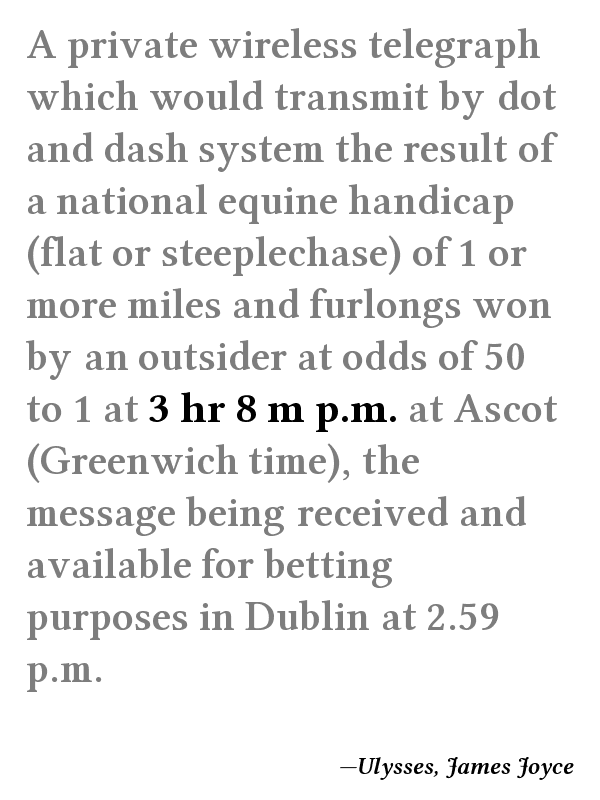 A private wireless telegraph
which would transmit by dot
and dash system the result of
a national equine handicap
(flat or steeplechase) of 1 or
more miles and furlongs won
by an outsider at odds of 50
to 1 at 3 hr 8 m p.m. at Ascot
(Greenwich time), the
message being received and
available for betting
purposes in Dublin at 2.59
p.m.
—Ulysses, James Joyce